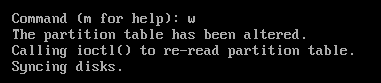 Command (m for help): w
The partition table has been altered.
Calling ioctl() to re-read partition table.
Syncing disks.